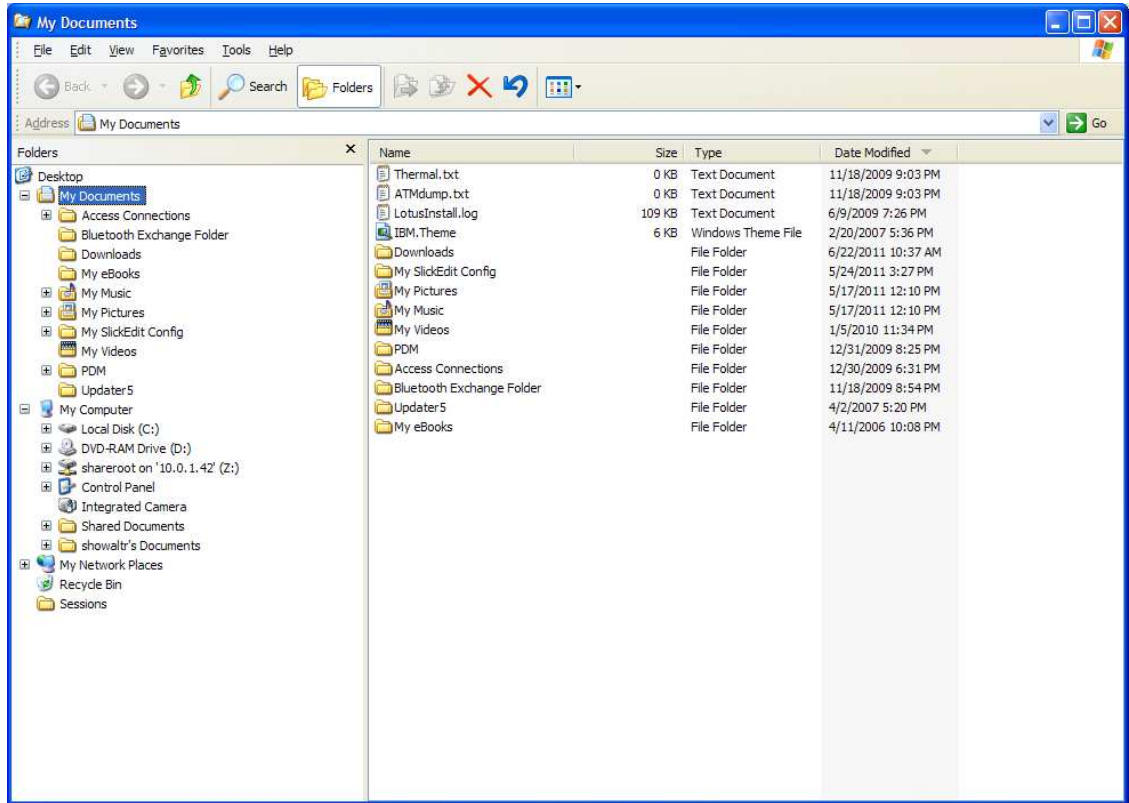 My Documents
File Edit View Favorites Tools Help
Back Search Folders
Address My Documents Go
Folders
Desktop
My Documents
Access Connections
Bluetooth Exchange Folder
Downloads
My eBooks
My Music
My Pictures
My SlickEdit Config
My Videos
PDM
Updater5
My Computer
Local Disk (C:)
DVD-RAM Drive (D:)
shareroot on '10.0.1.42' (Z:)
Control Panel
Integrated Camera
Shared Documents
showaltr's Documents
My Network Places
Recycle Bin
Sessions
Name Size Type Date Modified
Thermal.txt 0 KB Text Document 11/18/2009 9:03 PM
ATMdump.txt 0 KB Text Document 11/18/2009 9:03 PM
LotusInstall.log 109 KB Text Document 6/9/2009 7:26 PM
IBM.Theme 6 KB Windows Theme File 2/20/2007 5:36 PM
Downloads File Folder 6/22/2011 10:37 AM
My SlickEdit Config File Folder 5/24/2011 3:27 PM
My Pictures File Folder 5/17/2011 12:10 PM
My Music File Folder 5/17/2011 12:10 PM
My Videos File Folder 1/5/2010 11:34 PM
PDM File Folder 12/31/2009 8:25 PM
Access Connections File Folder 12/30/2009 6:31 PM
Bluetooth Exchange Folder File Folder 11/18/2009 8:54 PM
Updater5 File Folder 4/2/2007 5:20 PM
My eBooks File Folder 4/11/2006 10:08 PM